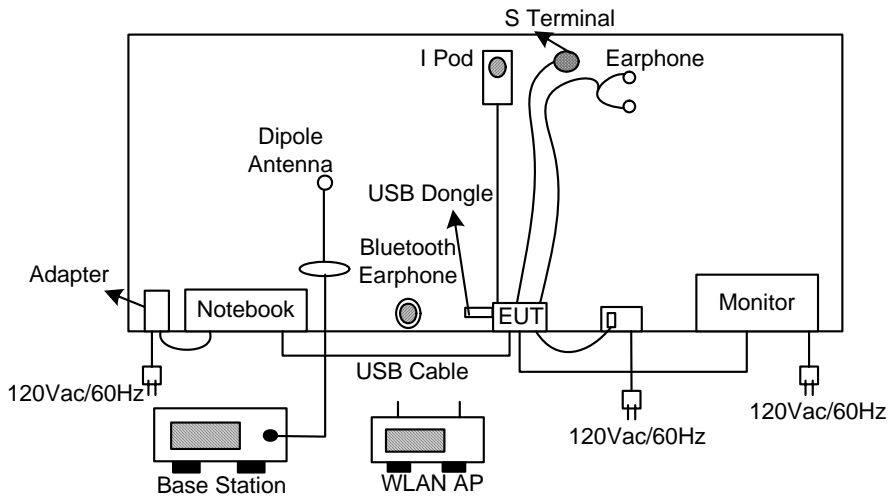 S Terminal
I Pod
Earphone
Dipole
Antenna
USB Dongle
Bluetooth
Earphone
Adapter
Notebook
EUT
Monitor
USB Cable
120Vac/60Hz
120Vac/60Hz
120Vac/60Hz
Base Station
WLAN AP